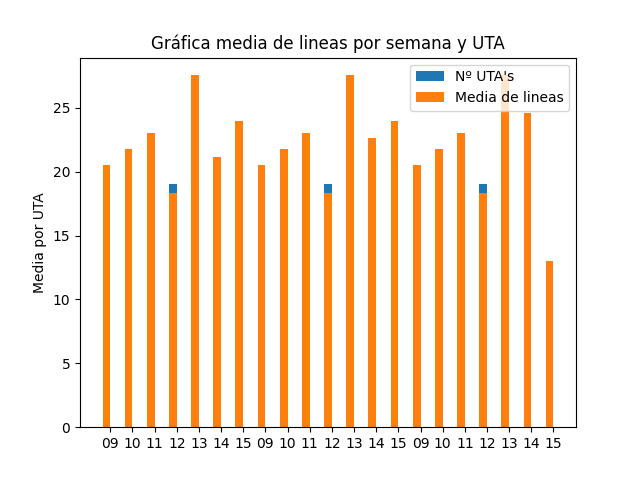 Gráfica media de lineas por semana y UTA
Nº UTA's
Media de lineas
Media por UTA
25
20
15
10
5
0
09 10 11 12 13 14 15 09 10 11 12 13 14 15 09 10 11 12 13 14 15